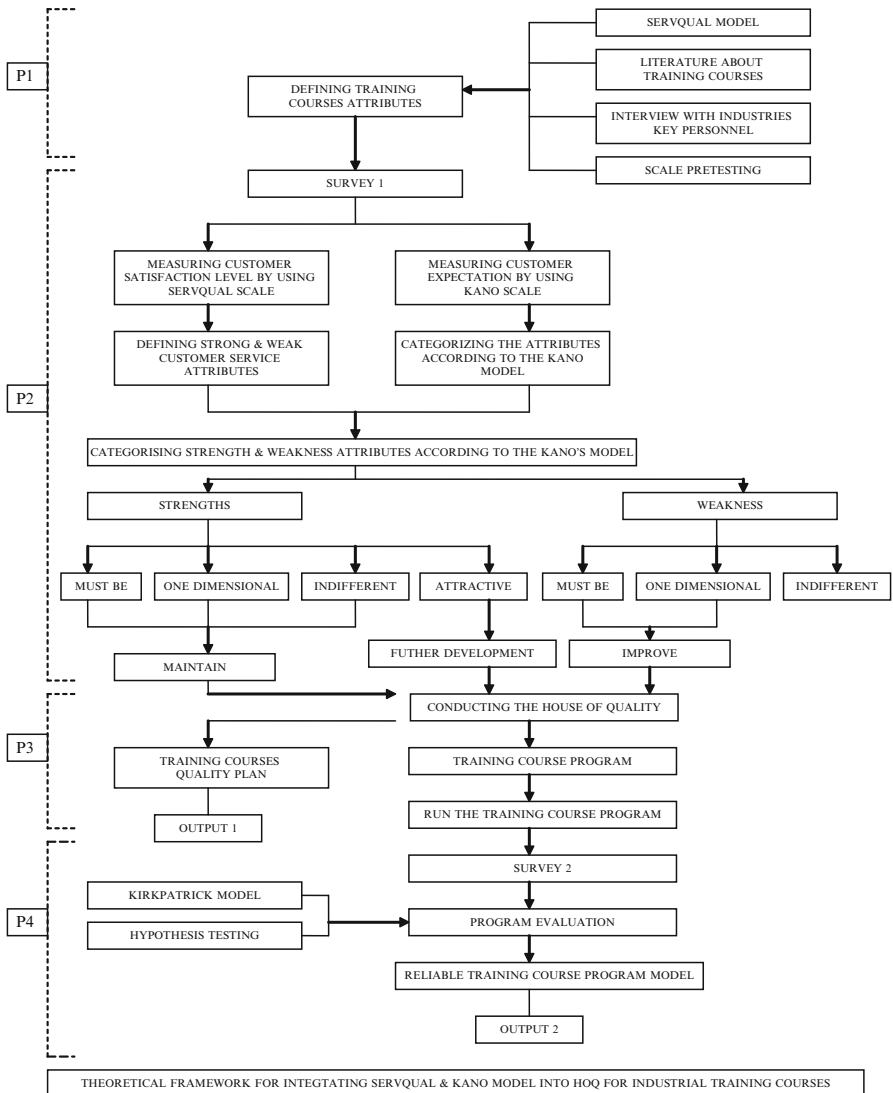 SERVQUAL MODEL
P1
LITERATURE ABOUT
TRAINING COURSES
DEFINING TRAINING
COURSES ATTRIBUTES
INTERVIEW WITH INDUSTRIES
KEY PERSONNEL
SCALE PRETESTING
SURVEY 1
MEASURING CUSTOMER
SATISFACTION LEVEL BY USING
SERVQUAL SCALE
MEASURING CUSTOMER
EXPECTATION BY USING
KANO SCALE
DEFINING STRONG & WEAK
CUSTOMER SERVICE
ATTRIBUTES
CATEGORIZING THE ATTRIBUTES
ACCORDING TO THE KANO
MODEL
P2
CATEGORISING STRENGTH & WEAKNESS ATTRIBUTES ACCORDING TO THE KANO'S MODEL
STRENGTHS
WEAKNESS
MUST BE
ONE DIMENSIONAL
INDIFFERENT
ATTRACTIVE
MUST BE
ONE DIMENSIONAL
INDIFFERENT
MAINTAIN
FUTHER DEVELOPMENT
IMPROVE
CONDUCTING THE HOUSE OF QUALITY
P3
TRAINING COURSES
QUALITY PLAN
TRAINING COURSE PROGRAM
OUTPUT 1
RUN THE TRAINING COURSE PROGRAM
SURVEY 2
KIRKPATRICK MODEL
P4
PROGRAM EVALUATION
HYPOTHESIS TESTING
RELIABLE TRAINING COURSE PROGRAM MODEL
OUTPUT 2
THEORETICAL FRAMEWORK FOR INTEGTATING SERVQUAL & KANO MODEL INTO HOQ FOR INDUSTRIAL TRAINING COURSES